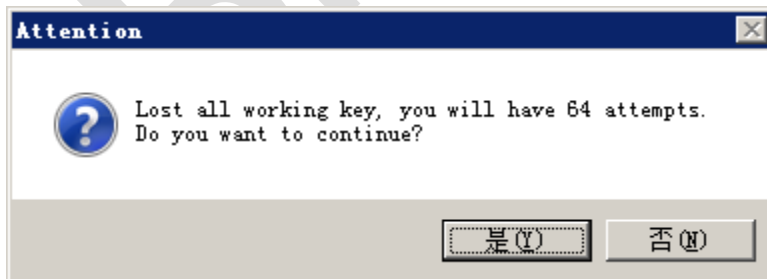 Attention
Lost all working key, you will have 64 attempts.
Do you want to continue?
是(Y) 否(N)